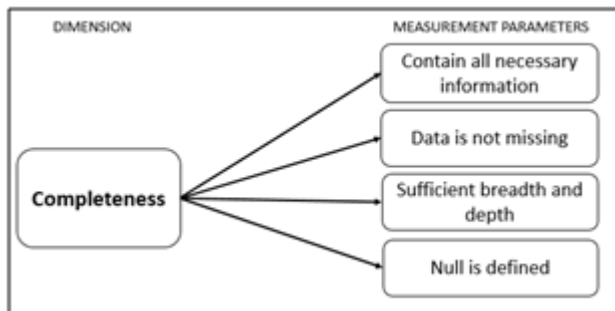 DIMENSION
MEASUREMENT PARAMETERS
Contain all necessary
information
Data is not missing
Completeness
Sufficient breadth and
depth
Null is defined